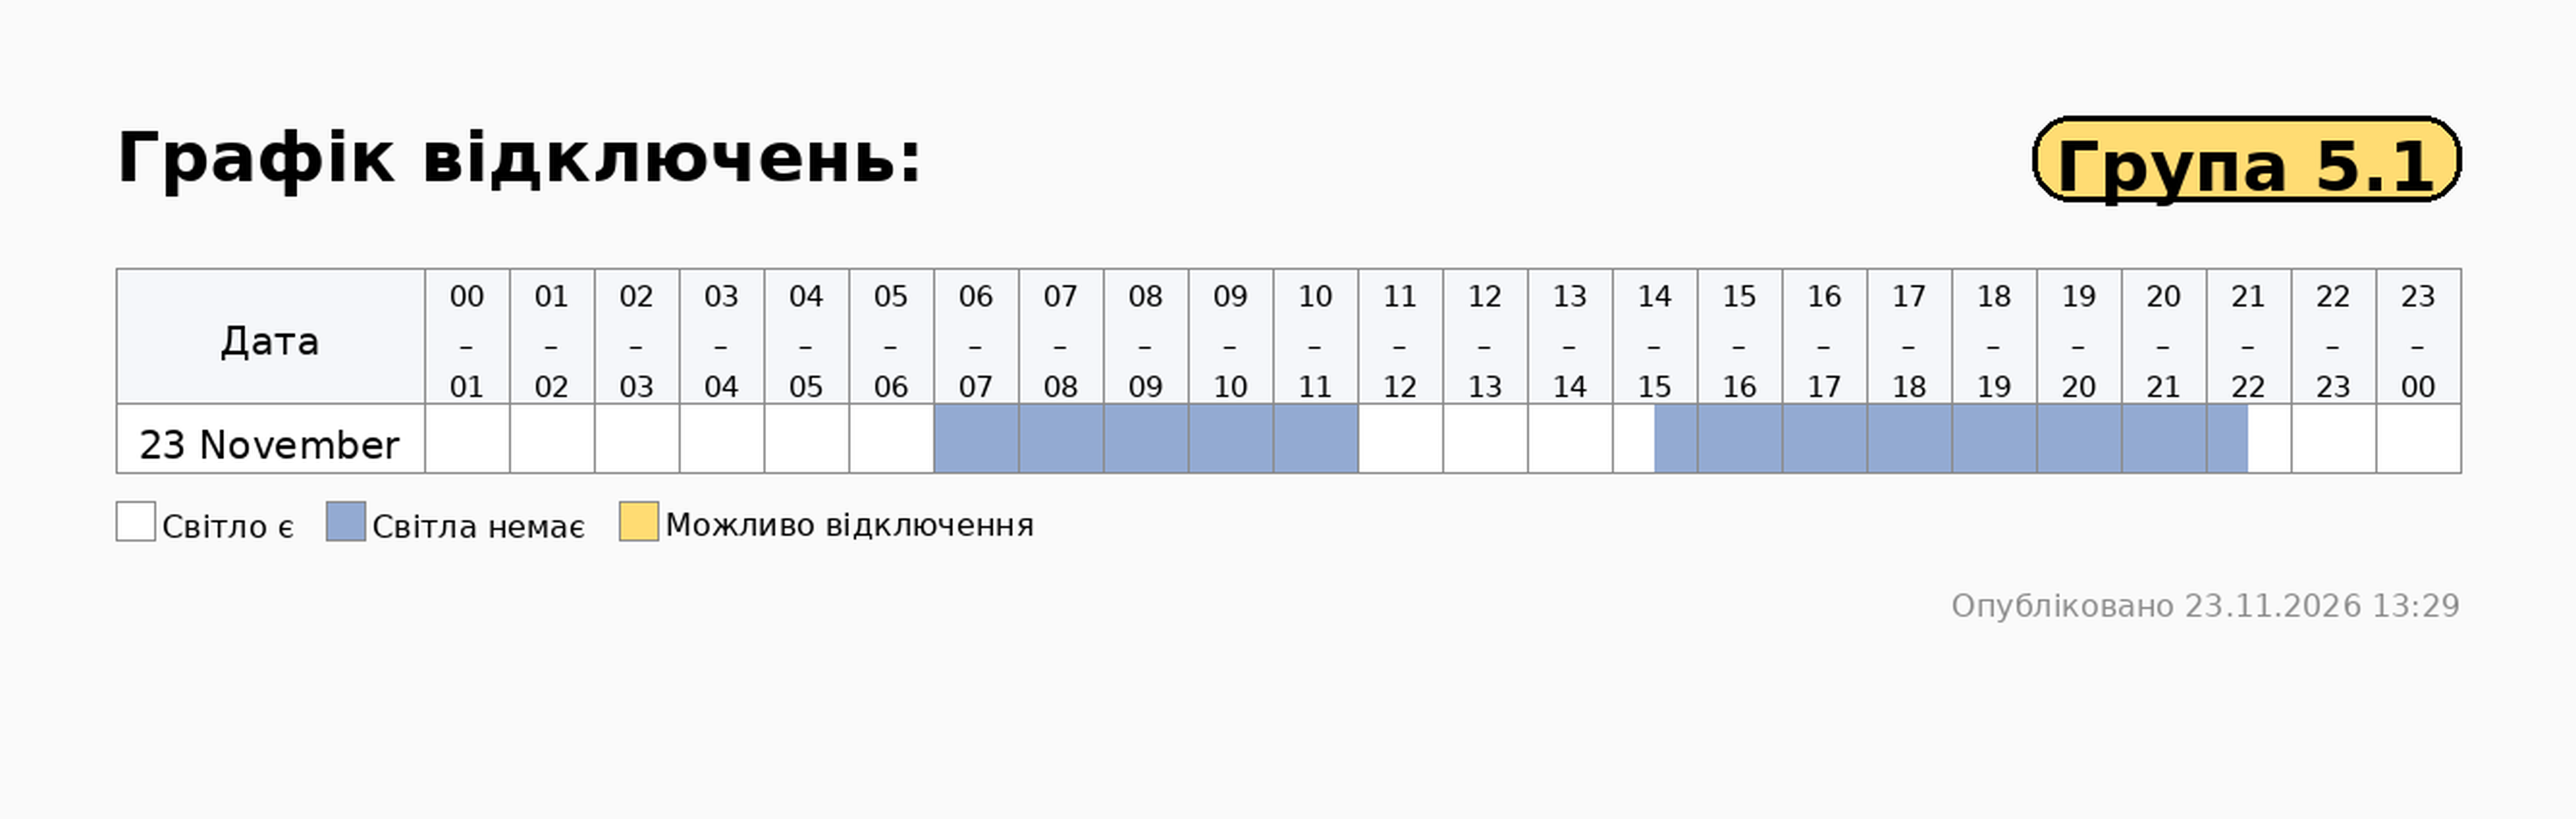 Графік відключень:
Група 5.1
Дата
00 01 02 03 04 05 06 07 08 09 10 11 12 13 14 15 16 17 18 19 20 21 22 23
– – – – – – – – – – – – – – – – – – – – – – – –
01 02 03 04 05 06 07 08 09 10 11 12 13 14 15 16 17 18 19 20 21 22 23 00
23 November
Світло є Світла немає Можливо відключення
Опубліковано 23.11.2026 13:29